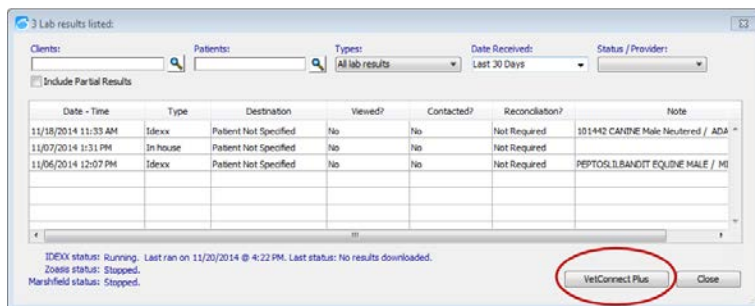 3 Lab results listed:
Clients: Patients: Types: Date Received: Status / Provider:
All lab results Last 30 Days
Include Partial Results
Date - Time Type Destination Viewed? Contacted? Reconciliation? Note
11/18/2014 11:33 AM Idexx Patient Not Specified No No Not Required 101442 CANINE Male Neutered / ADA
11/07/2014 1:31 PM In house Patient Not Specified No No Not Required
11/06/2014 12:07 PM Idexx Patient Not Specified No No Not Required PEPTOSLILBANDIT EQUINE MALE / MI
IDEXX status: Running. Last ran on 11/20/2014 @ 4:22 PM. Last status: No results downloaded.
Zoasis status: Stopped.
Marshfield status: Stopped.
VetConnect Plus Close